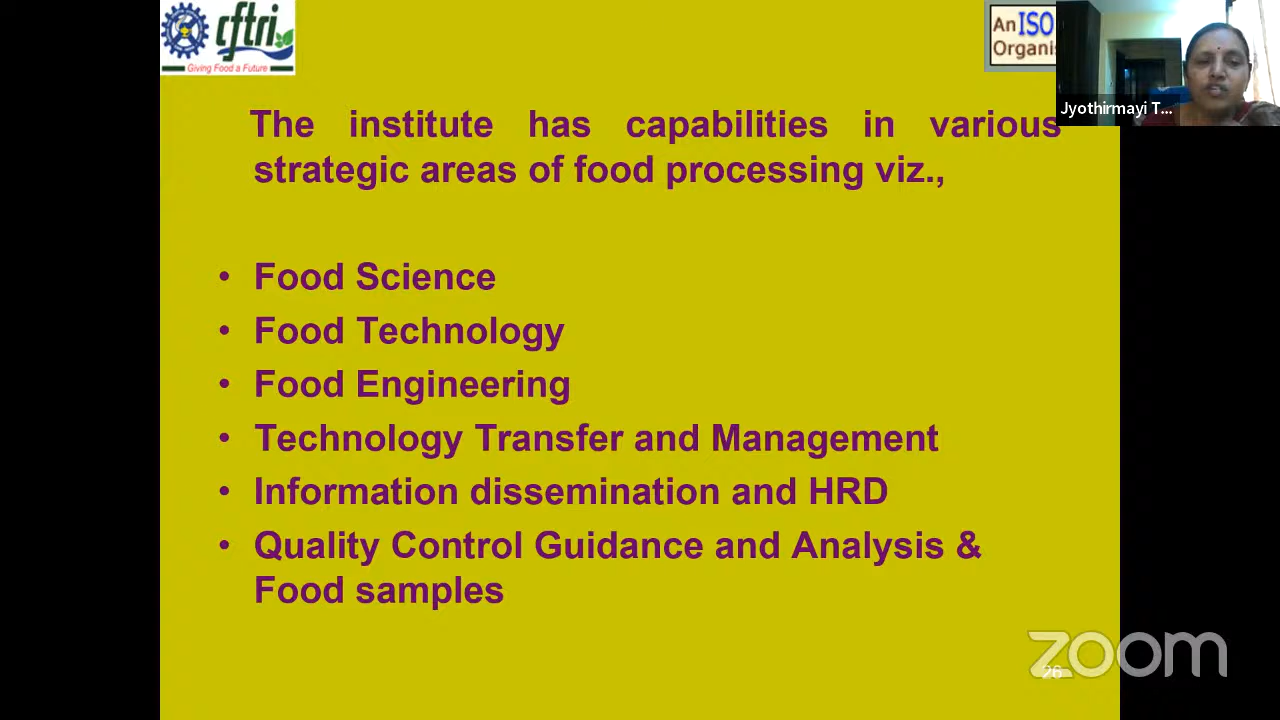 cftri
Giving Food a Future
An ISO
Organis
Jyothirmayi T...
The institute has capabilities in various
strategic areas of food processing viz.,
• Food Science
• Food Technology
• Food Engineering
• Technology Transfer and Management
• Information dissemination and HRD
• Quality Control Guidance and Analysis &
Food samples
zoom
26